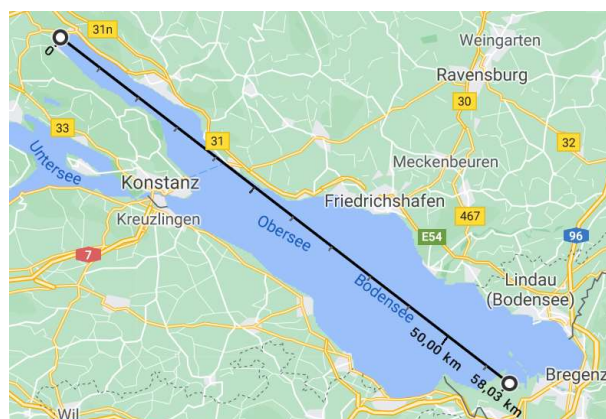 31n
Weingarten
0
Ravensburg
33
30
31
32
Untersee
Meckenbeuren
Konstanz
Friedrichshafen
Kreuzlingen
467
Obersee
E54
96
7
Lindau
(Bodensee)
Bodensee
50,00 km
58,03 km
Bregenz
Wil